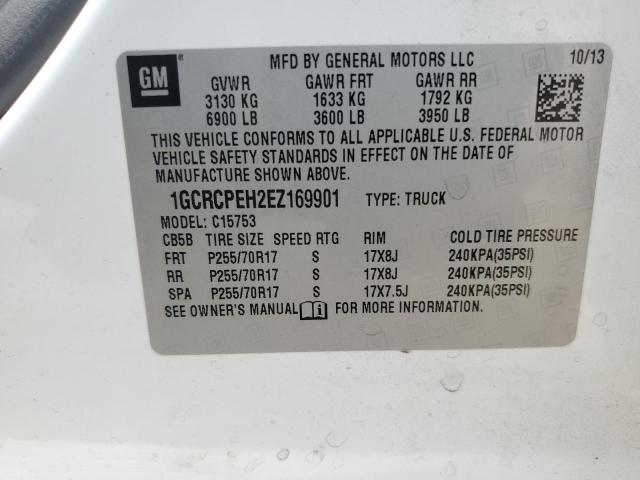 GM
MFD BY GENERAL MOTORS LLC 10/13
GVWR GAWR FRT GAWR RR
3130 KG 1633 KG 1792 KG
6900 LB 3600 LB 3950 LB
THIS VEHICLE CONFORMS TO ALL APPLICABLE U.S. FEDERAL MOTOR
VEHICLE SAFETY STANDARDS IN EFFECT ON THE DATE OF
MANUFACTURE SHOWN ABOVE.
1GCRCPEH2EZ169901 TYPE: TRUCK
MODEL: C15753
CB5B TIRE SIZE SPEED RTG RIM COLD TIRE PRESSURE
FRT P255/70R17 S 17X8J 240KPA(35PSI)
RR P255/70R17 S 17X8J 240KPA(35PSI)
SPA P255/70R17 S 17X7.5J 240KPA(35PSI)
SEE OWNER'S MANUAL i FOR MORE INFORMATION.